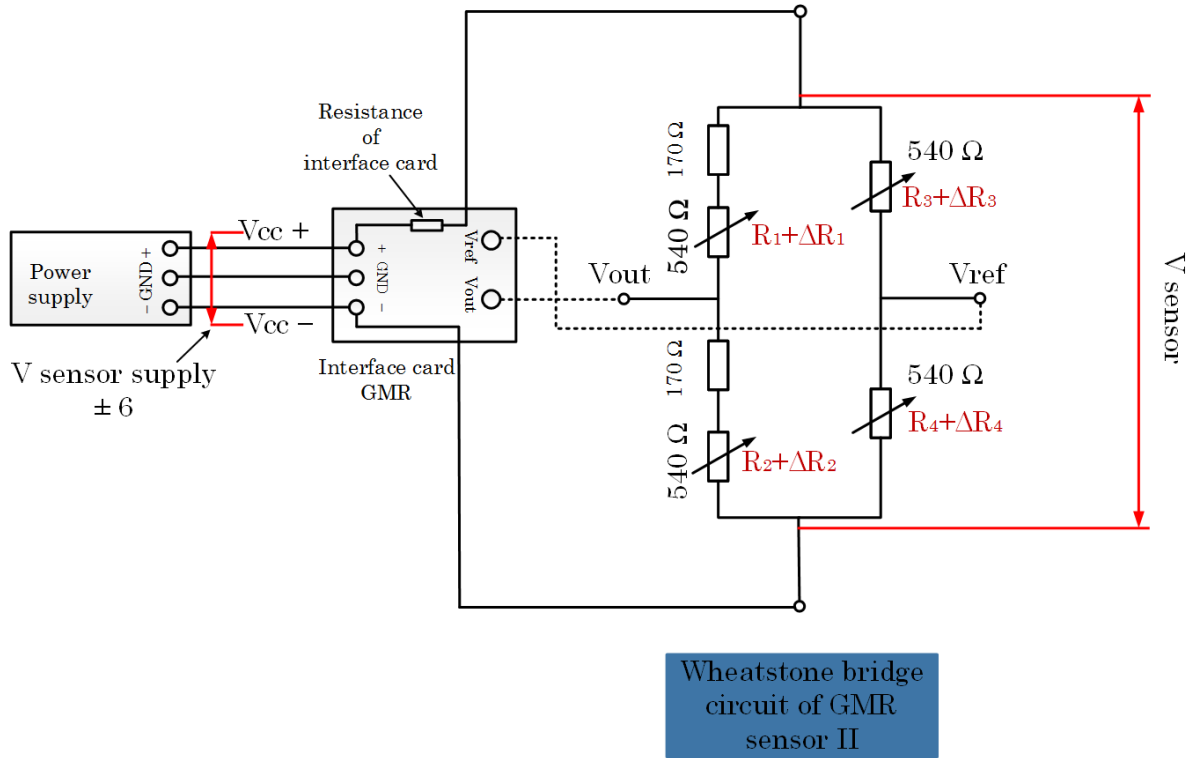 Resistance
of
interface card
Vcc +
Power
supply
+
GND
−
Vcc −
V sensor supply
± 6
+
GND
-
Vref
Vout
Interface card
GMR
170 Ω
540 Ω
R₁+ΔR₁
540 Ω
R₃+ΔR₃
Vout
Vref
170 Ω
540 Ω
R₂+ΔR₂
540 Ω
R₄+ΔR₄
V sensor
Wheatstone bridge
circuit of GMR
sensor II